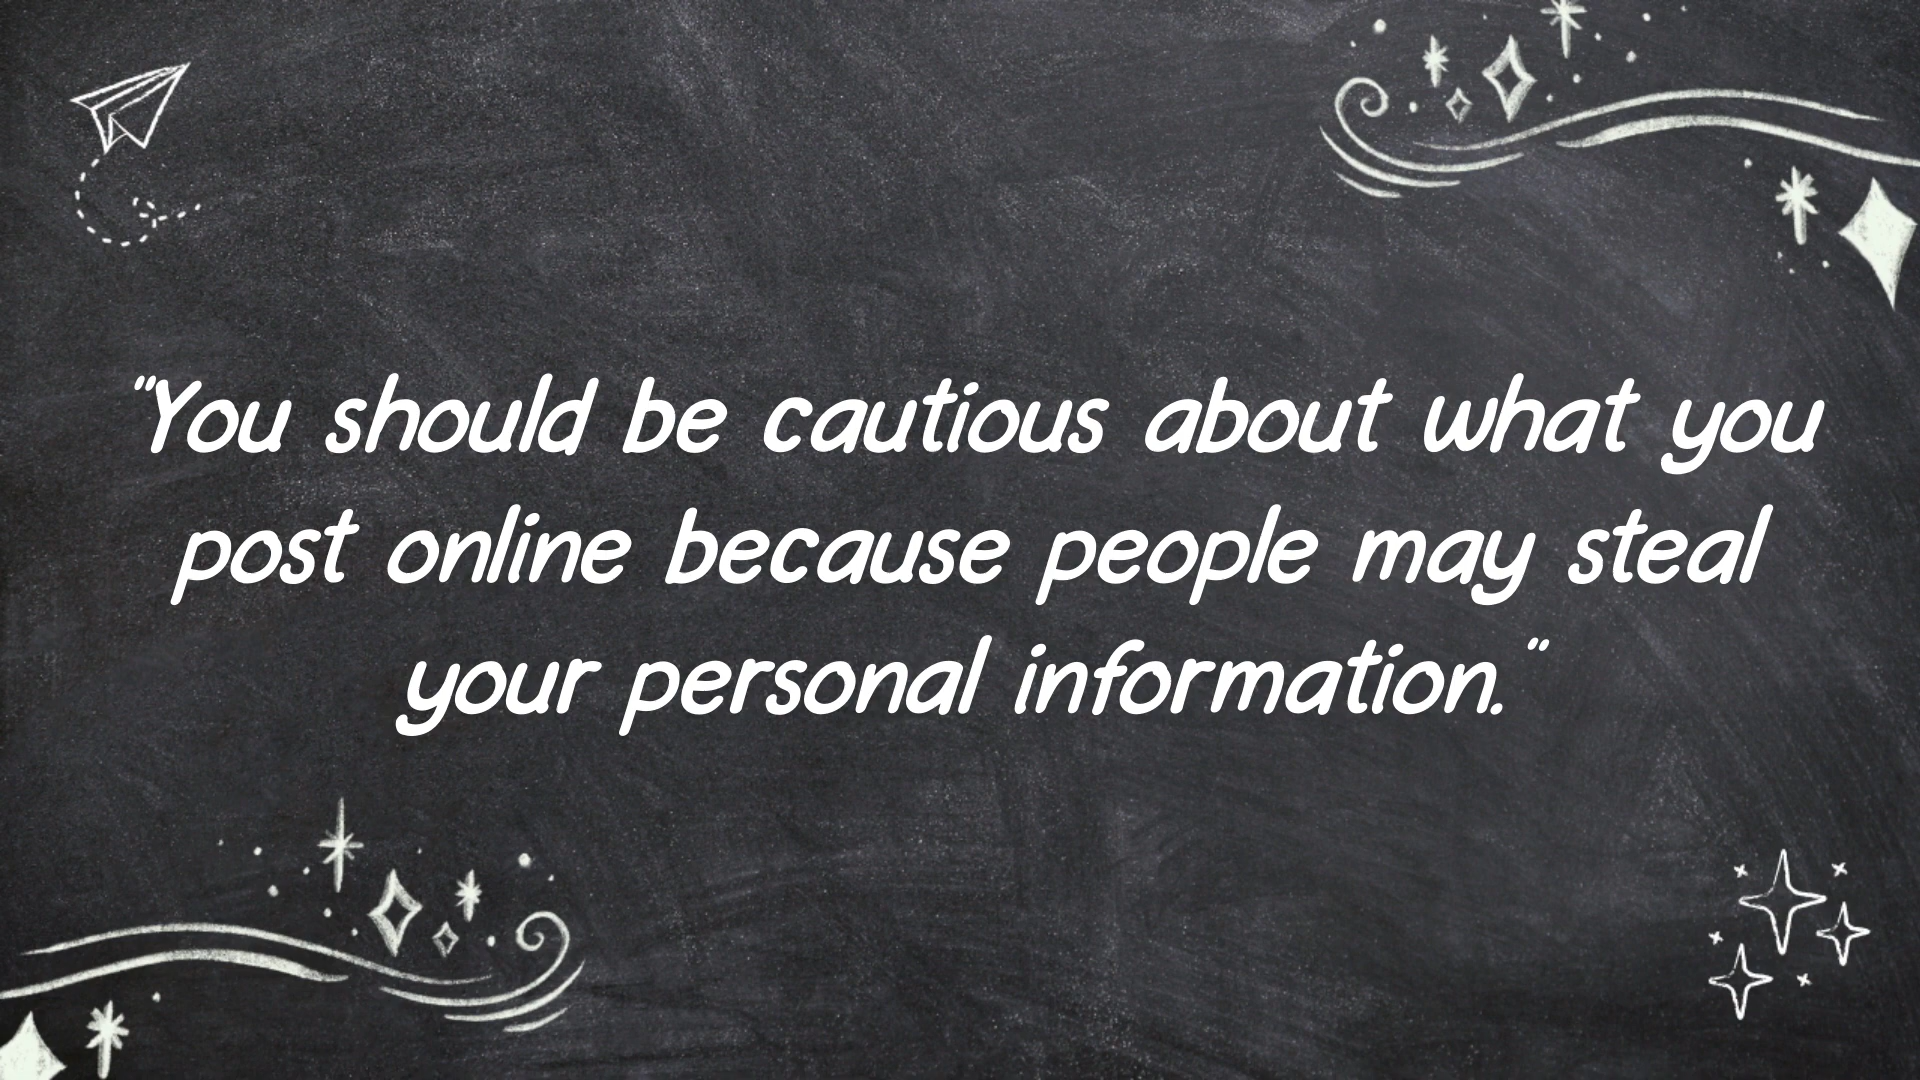 "You should be cautious about what you
post online because people may steal
your personal information."